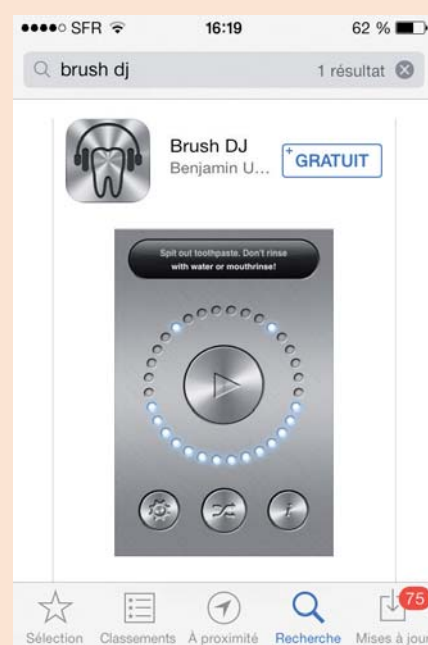 SFR 16:19 62 %
brush dj 1 résultat
Brush DJ
Benjamin U...
+GRATUIT
Spit out toothpaste. Don't rinse
with water or mouthrinse!
i
75
Sélection Classements À proximité Recherche Mises à jour